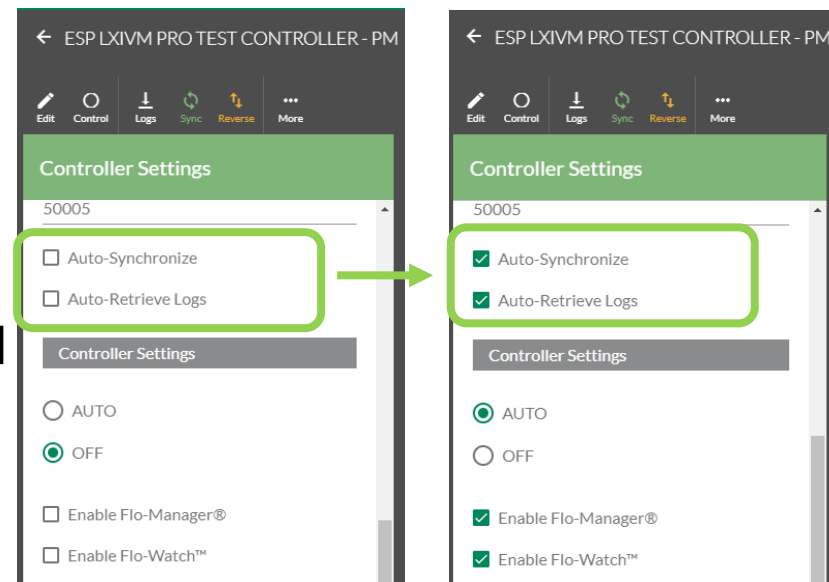 ESP LXIVM PRO TEST CONTROLLER - PM
Edit Control Logs Sync Reverse More
Controller Settings
50005
Auto-Synchronize
Auto-Retrieve Logs
Controller Settings
AUTO
OFF
Enable Flo-Manager®
Enable Flo-Watch™
ESP LXIVM PRO TEST CONTROLLER - PM
Edit Control Logs Sync Reverse More
Controller Settings
50005
Auto-Synchronize
Auto-Retrieve Logs
Controller Settings
AUTO
OFF
Enable Flo-Manager®
Enable Flo-Watch™